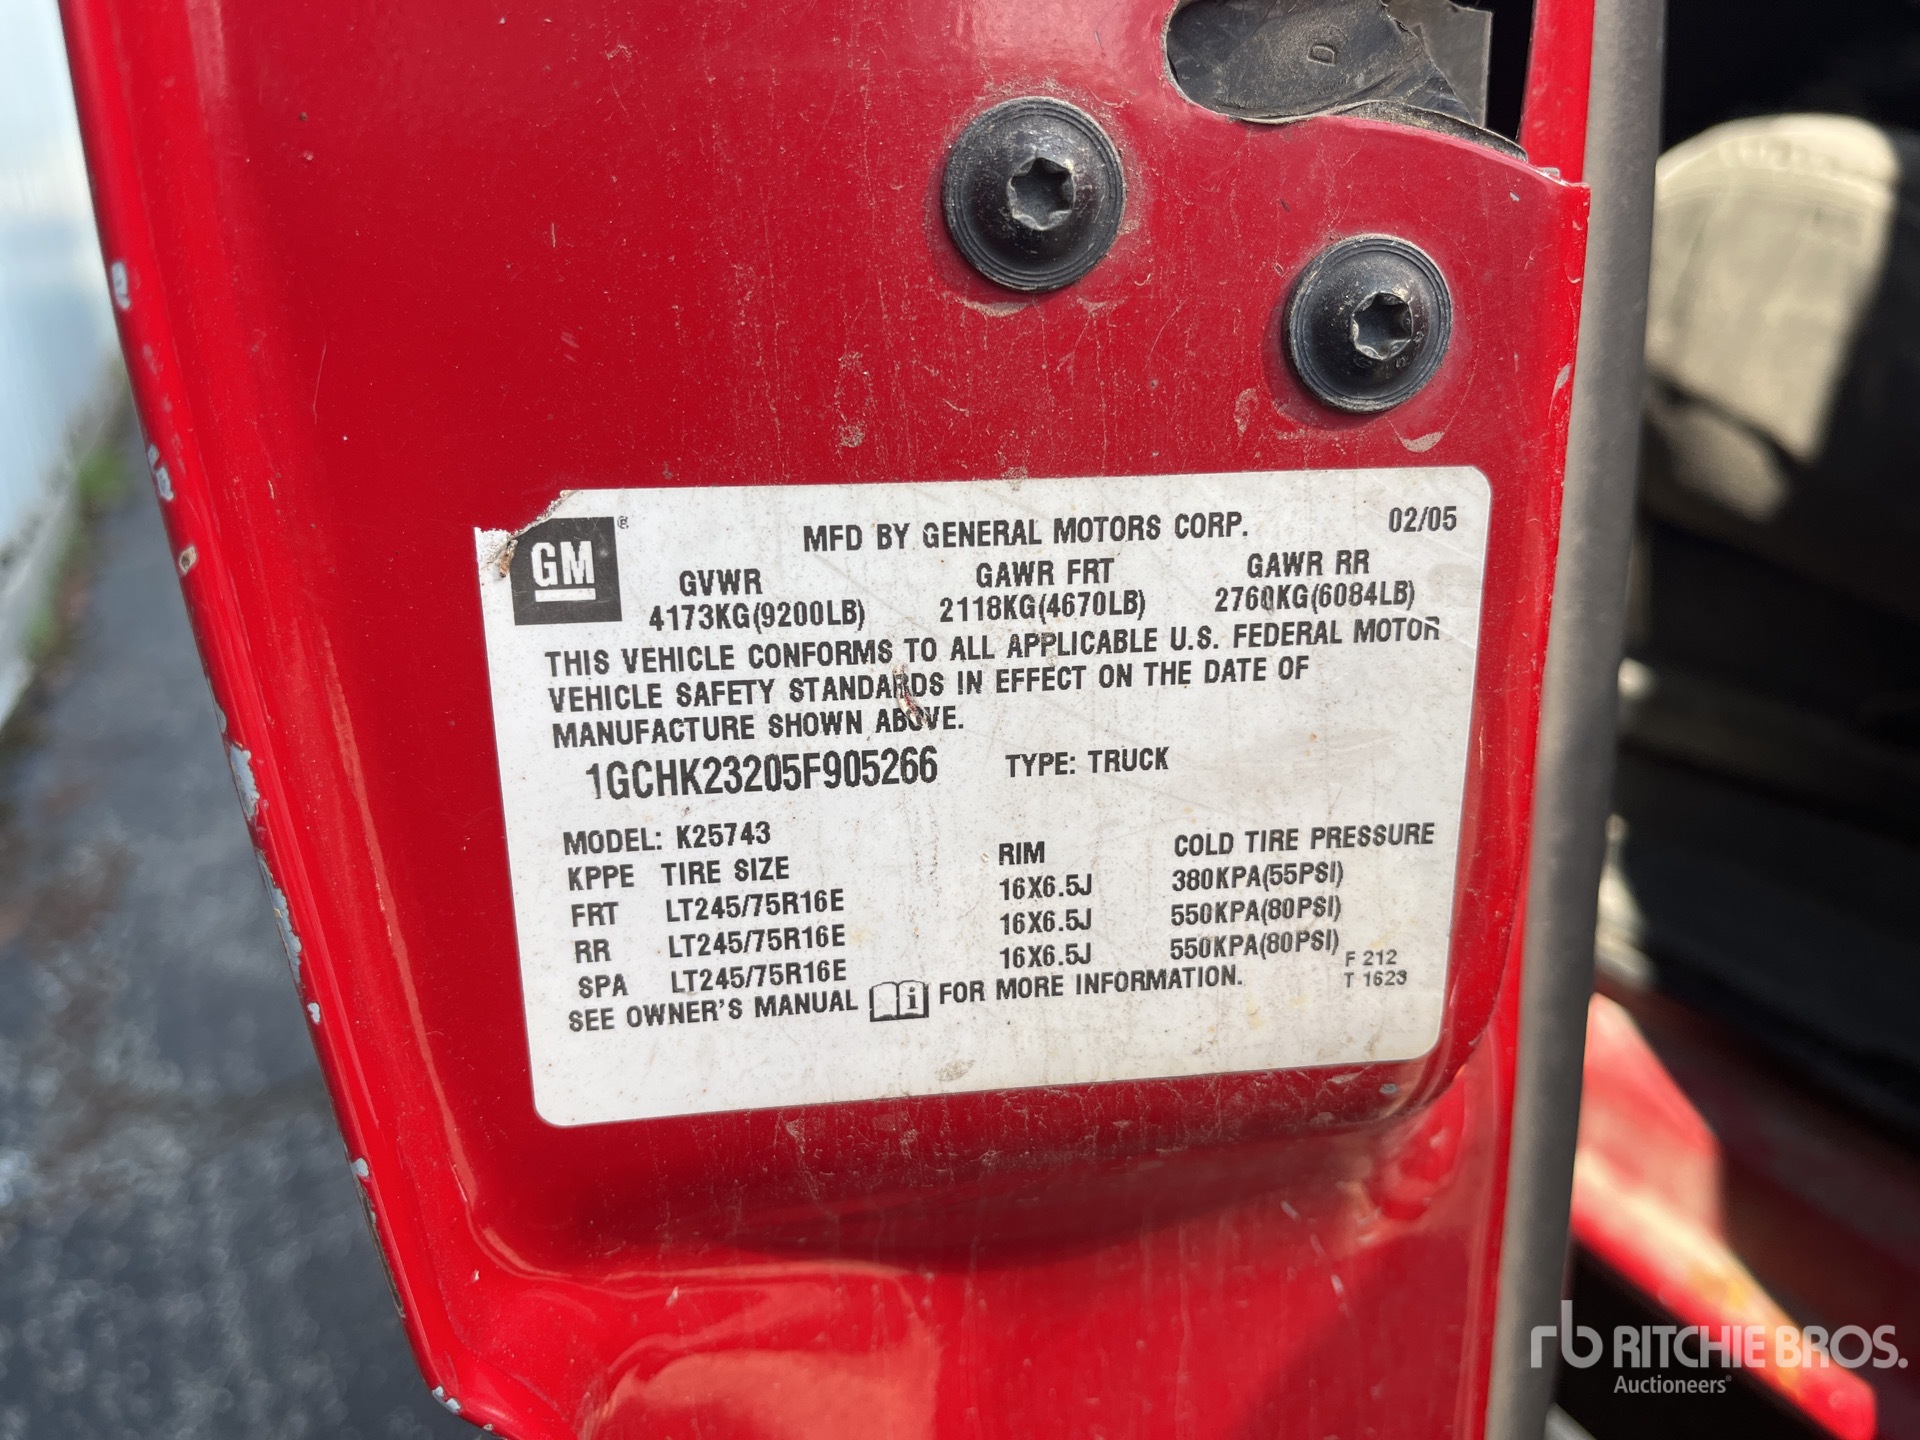 D
GM®
MFD BY GENERAL MOTORS CORP. 02/05
GVWR GAWR FRT GAWR RR
4173KG(9200LB) 2118KG(4670LB) 2760KG(6084LB)
THIS VEHICLE CONFORMS TO ALL APPLICABLE U.S. FEDERAL MOTOR
VEHICLE SAFETY STANDARDS IN EFFECT ON THE DATE OF
MANUFACTURE SHOWN ABOVE.
1GCHK23205F905266 TYPE: TRUCK
MODEL: K25743
KPPE TIRE SIZE RIM COLD TIRE PRESSURE
FRT LT245/75R16E 16X6.5J 380KPA(55PSI)
RR LT245/75R16E 16X6.5J 550KPA(80PSI)
SPA LT245/75R16E 16X6.5J 550KPA(80PSI)
SEE OWNER'S MANUAL i FOR MORE INFORMATION.
F 212
T 1623
rb RITCHIE BROS.
Auctioneers®